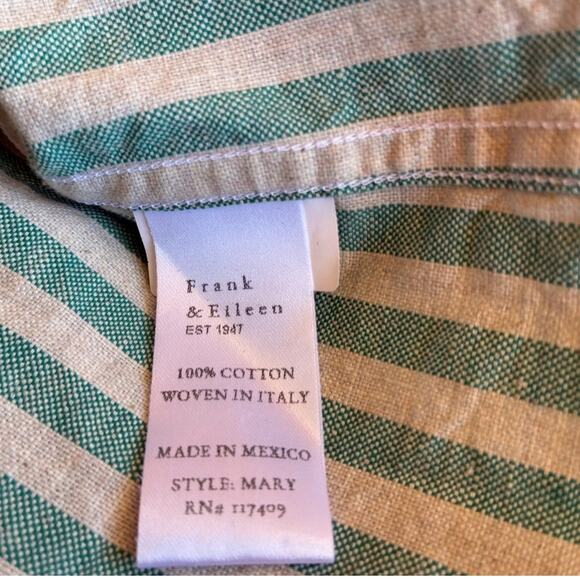 Frank
& Eileen
EST 1947
100% COTTON
WOVEN IN ITALY
MADE IN MEXICO
STYLE: MARY
RN# 117409